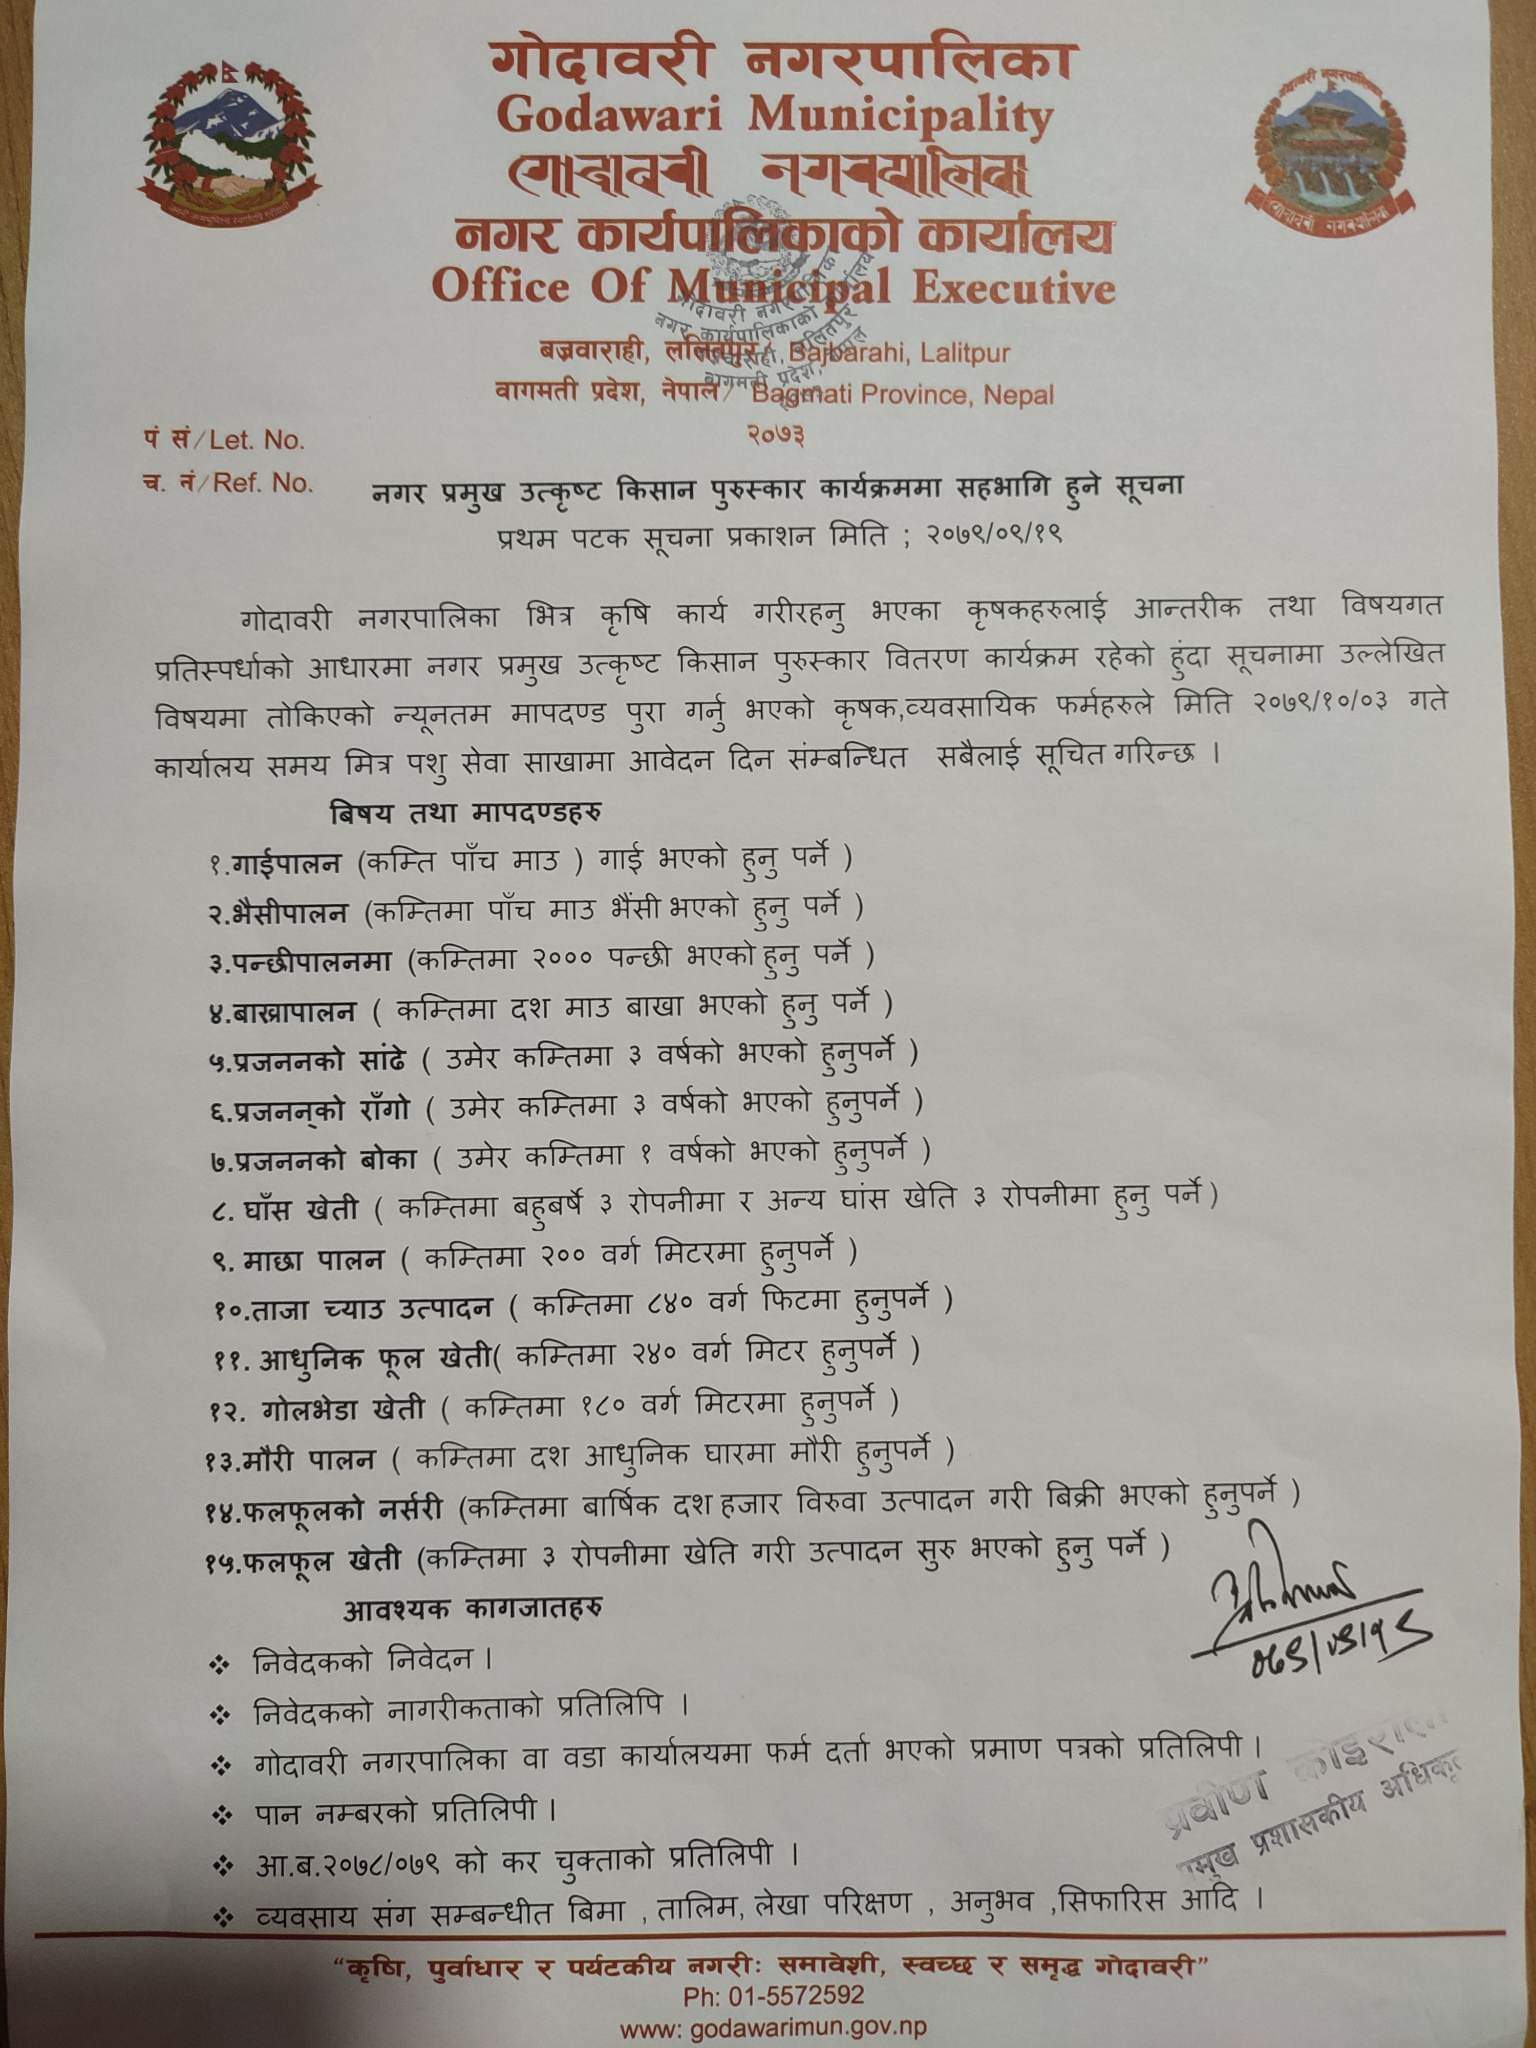 गोदावरी नगरपालिका
Godawari Municipality
गोदावरी नगरपालिका
नगर कार्यपालिकाको कार्यालय
Office Of Municipal Executive
बज्रवाराही, ललितपुर / Bajbarahi, Lalitpur
वागमती प्रदेश, नेपाल / Bagmati Province, Nepal
२०७३
पं सं/Let. No.
च. नं/Ref. No.
नगर प्रमुख उत्कृष्ट किसान पुरुस्कार कार्यक्रममा सहभागि हुने सूचना
प्रथम पटक सूचना प्रकाशन मिति ; २०७९/०९/१९
गोदावरी नगरपालिका भित्र कृषि कार्य गरीरहनु भएका कृषकहरुलाई आन्तरीक तथा विषयगत
प्रतिस्पर्धाको आधारमा नगर प्रमुख उत्कृष्ट किसान पुरुस्कार वितरण कार्यक्रम रहेको हुंदा सूचनामा उल्लेखित
विषयमा तोकिएको न्यूनतम मापदण्ड पुरा गर्नु भएको कृषक,व्यवसायिक फर्महरुले मिति २०७९/१०/०३ गते
कार्यालय समय मित्र पशु सेवा साखामा आवेदन दिन संम्बन्धित सबैलाई सूचित गरिन्छ ।
बिषय तथा मापदण्डहरु
१.गाईपालन (कम्ति पाँच माउ ) गाई भएको हुनु पर्ने )
२.भैसीपालन (कम्तिमा पाँच माउ भैंसी भएको हुनु पर्ने )
३.पन्छीपालनमा (कम्तिमा २००० पन्छी भएको हुनु पर्ने )
४.बाख्रापालन ( कम्तिमा दश माउ बाखा भएको हुनु पर्ने )
५.प्रजननको सांढे ( उमेर कम्तिमा ३ वर्षको भएको हुनुपर्ने )
६.प्रजनन्को राँगो ( उमेर कम्तिमा ३ वर्षको भएको हुनुपर्ने )
७.प्रजननको बोका ( उमेर कम्तिमा १ वर्षको भएको हुनुपर्ने )
८. घाँस खेती ( कम्तिमा बहुबर्षे ३ रोपनीमा र अन्य घांस खेति ३ रोपनीमा हुनु पर्ने )
९. माछा पालन ( कम्तिमा २०० वर्ग मिटरमा हुनुपर्ने )
१०.ताजा च्याउ उत्पादन ( कम्तिमा ८४० वर्ग फिटमा हुनुपर्ने )
११. आधुनिक फूल खेती( कम्तिमा २४० वर्ग मिटर हुनुपर्ने )
१२. गोलभेडा खेती ( कम्तिमा १८० वर्ग मिटरमा हुनुपर्ने )
१३.मौरी पालन ( कम्तिमा दश आधुनिक घारमा मौरी हुनुपर्ने )
१४.फलफूलको नर्सरी (कम्तिमा बार्षिक दश हजार विरुवा उत्पादन गरी बिक्री भएको हुनुपर्ने )
१५.फलफूल खेती (कम्तिमा ३ रोपनीमा खेति गरी उत्पादन सुरु भएको हुनु पर्ने )
आवश्यक कागजातहरु
❖ निवेदकको निवेदन ।
❖ निवेदकको नागरीकताको प्रतिलिपि ।
❖ गोदावरी नगरपालिका वा वडा कार्यालयमा फर्म दर्ता भएको प्रमाण पत्रको प्रतिलिपी ।
❖ पान नम्बरको प्रतिलिपी ।
❖ आ.ब.२०७८/०७९ को कर चुक्ताको प्रतिलिपी ।
❖ व्यवसाय संग सम्बन्धीत बिमा , तालिम, लेखा परिक्षण , अनुभव ,सिफारिस आदि ।
प्रवीण कोइराला
प्रमुख प्रशासकीय अधिकृत
“कृषि, पुर्वाधार र पर्यटकीय नगरीः समावेशी, स्वच्छ र समृद्ध गोदावरी”
Ph: 01-5572592
www: godawarimun.gov.np